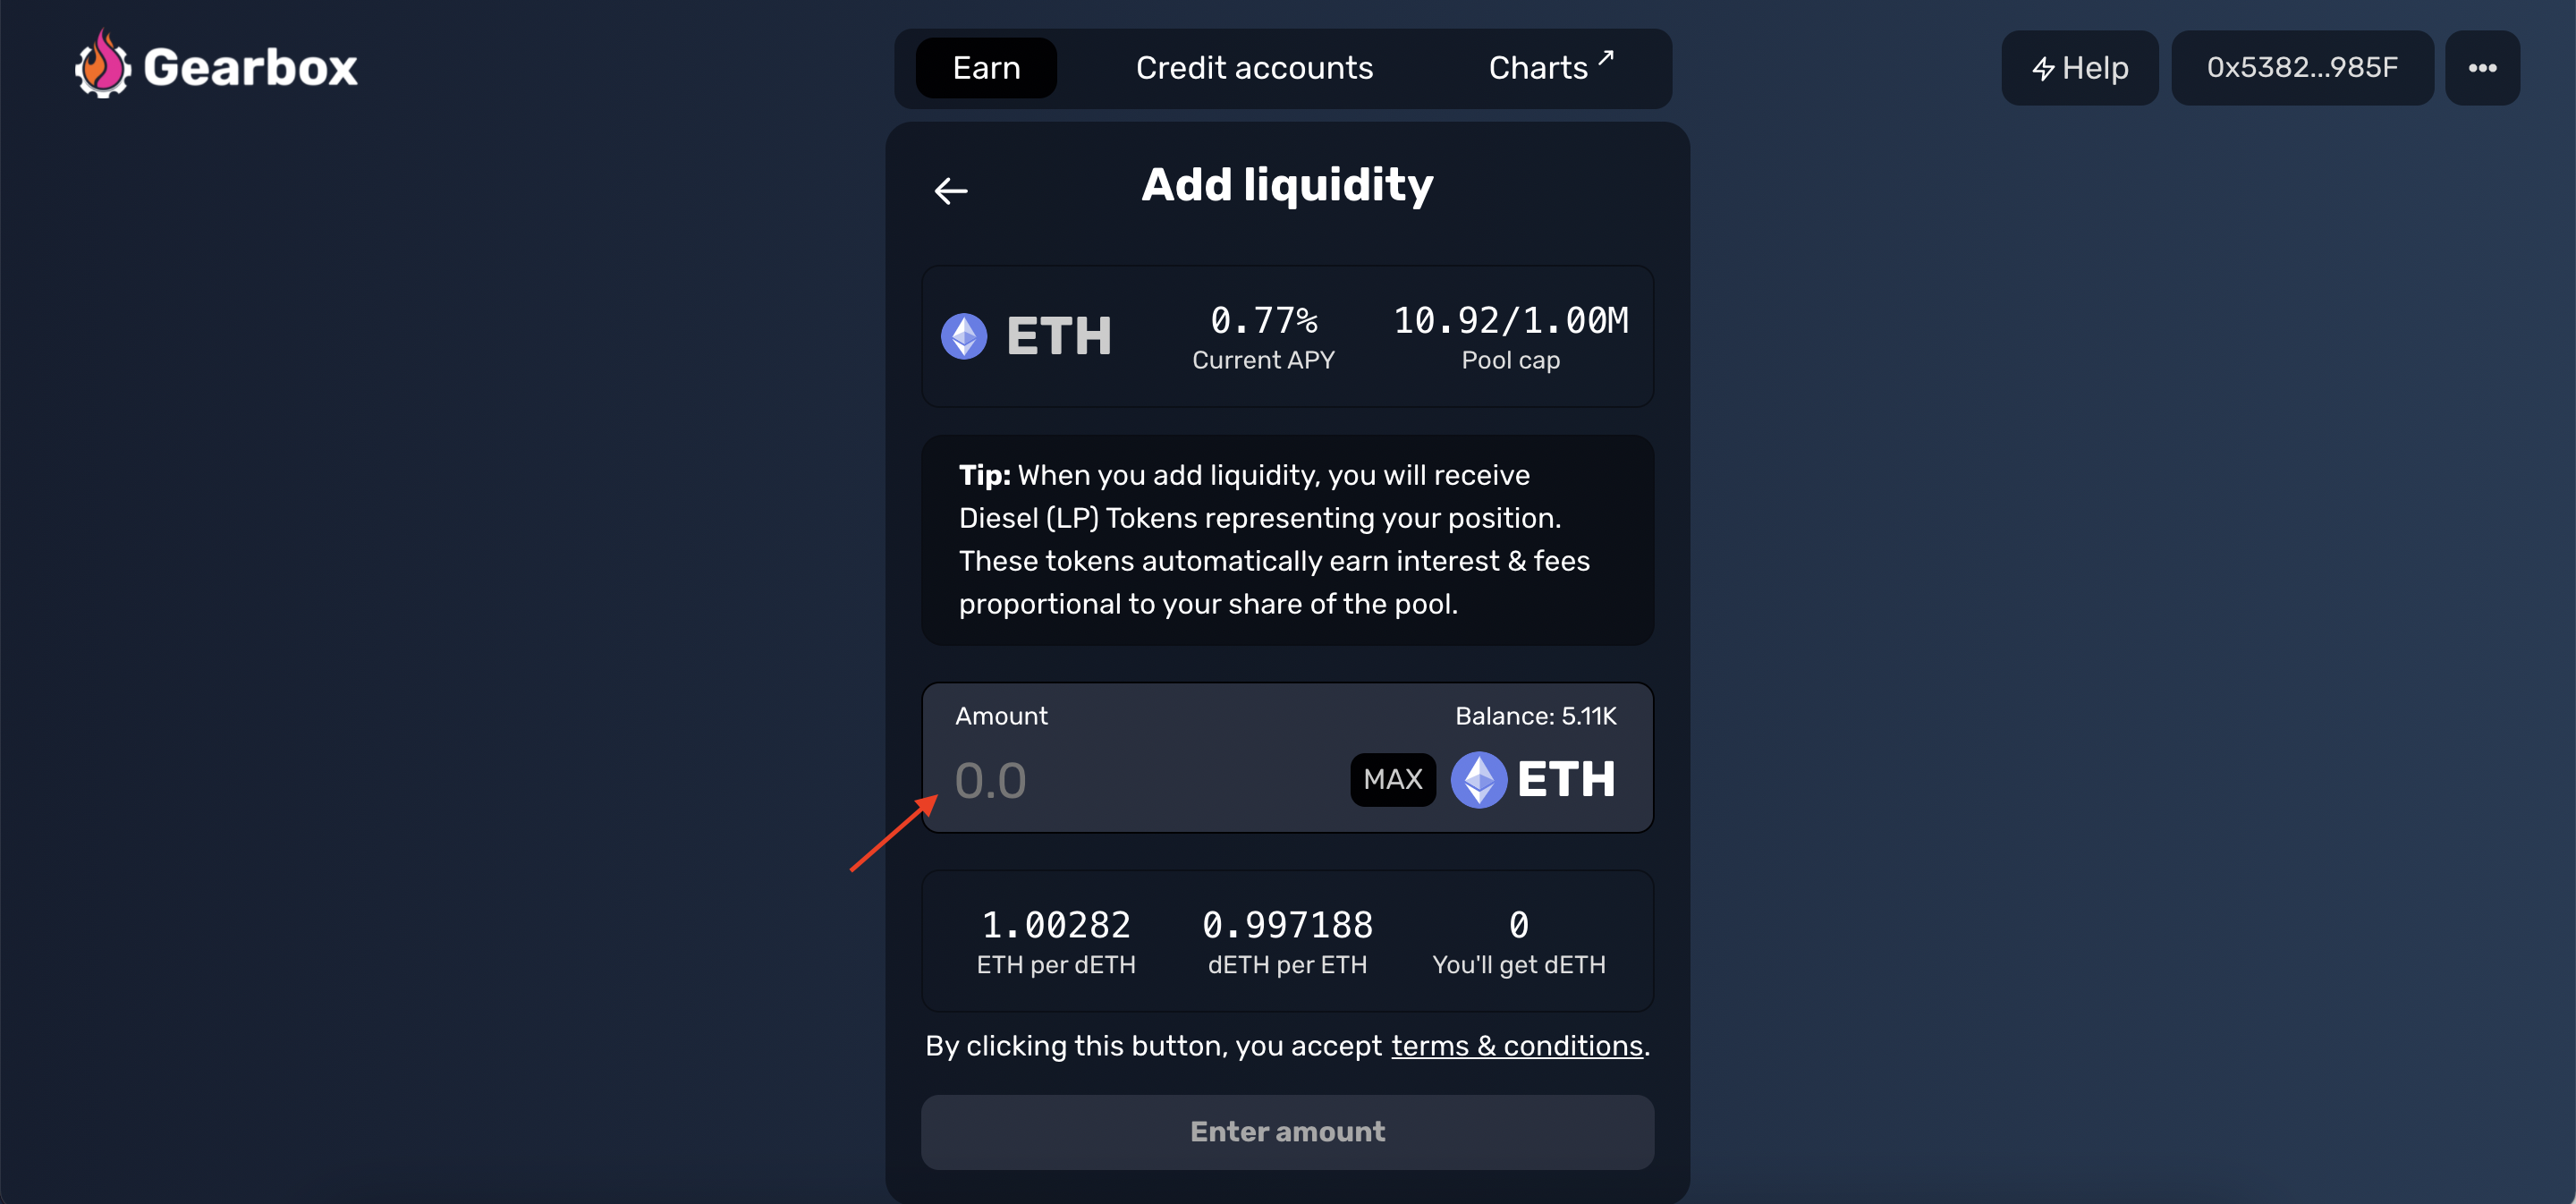 Gearbox
Earn
Credit accounts
Charts
Help
0x5382...985F
Add liquidity
ETH
0.77%
Current APY
10.92/1.00M
Pool cap
Tip: When you add liquidity, you will receive
Diesel (LP) Tokens representing your position.
These tokens automatically earn interest & fees
proportional to your share of the pool.
Amount
Balance: 5.11K
0.0
MAX
ETH
1.00282
ETH per dETH
0.997188
dETH per ETH
0
You'll get dETH
By clicking this button, you accept terms & conditions.
Enter amount